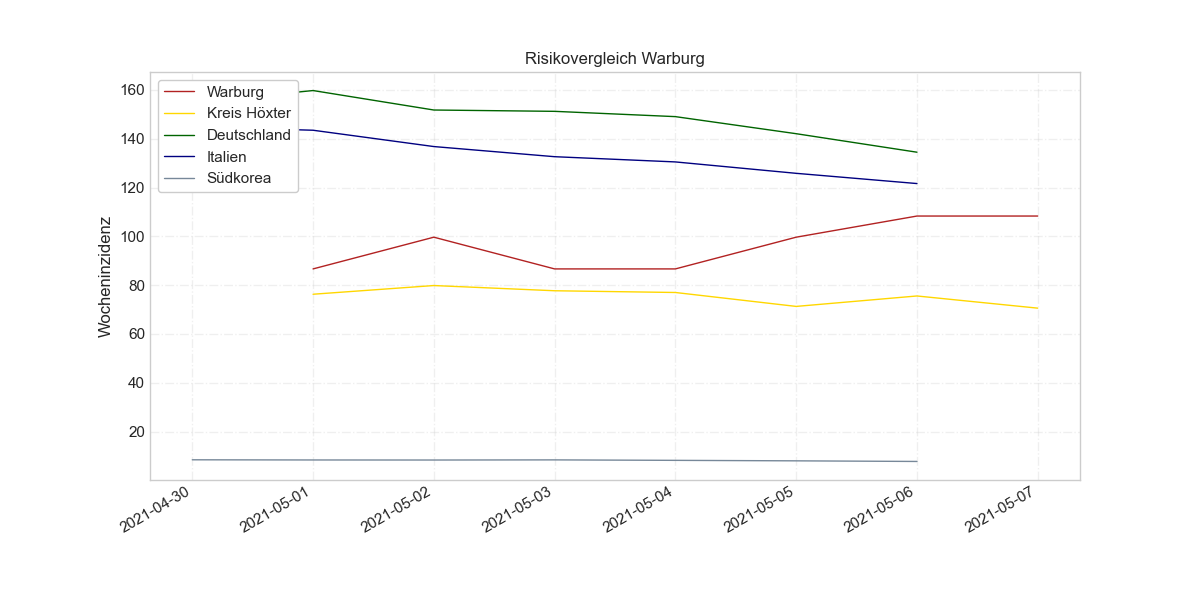 Risikovergleich Warburg
Wocheninzidenz
160
140
120
100
80
60
40
20
Warburg
Kreis Höxter
Deutschland
Italien
Südkorea
2021-04-30
2021-05-01
2021-05-02
2021-05-03
2021-05-04
2021-05-05
2021-05-06
2021-05-07